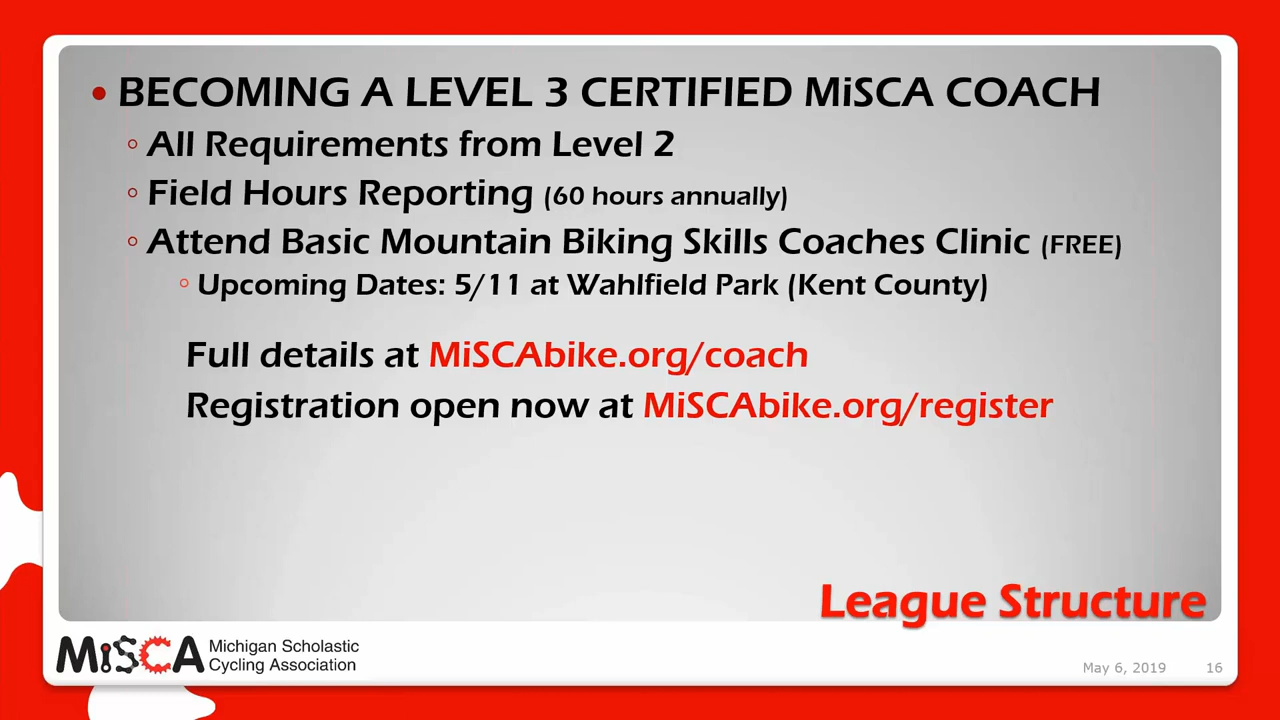 BECOMING A LEVEL 3 CERTIFIED MiSCA COACH
All Requirements from Level 2
Field Hours Reporting (60 hours annually)
Attend Basic Mountain Biking Skills Coaches Clinic (FREE)
Upcoming Dates: 5/11 at Wahlfield Park (Kent County)
Full details at MiSCAbike.org/coach
Registration open now at MiSCAbike.org/register
League Structure
MiSCA Michigan Scholastic
Cycling Association
May 6, 2019 16